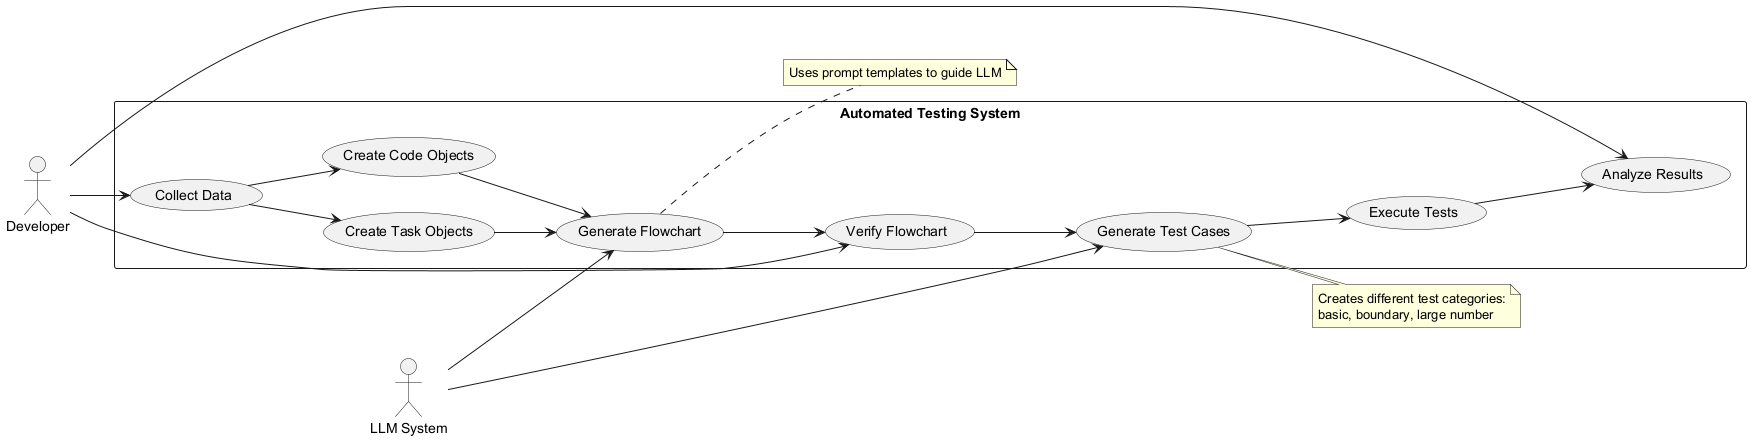 Uses prompt templates to guide LLM
Automated Testing System
Create Code Objects
Analyze Results
Collect Data
Developer
Create Task Objects
Generate Flowchart
Verify Flowchart
Generate Test Cases
Execute Tests
Creates different test categories:
basic, boundary, large number
LLM System